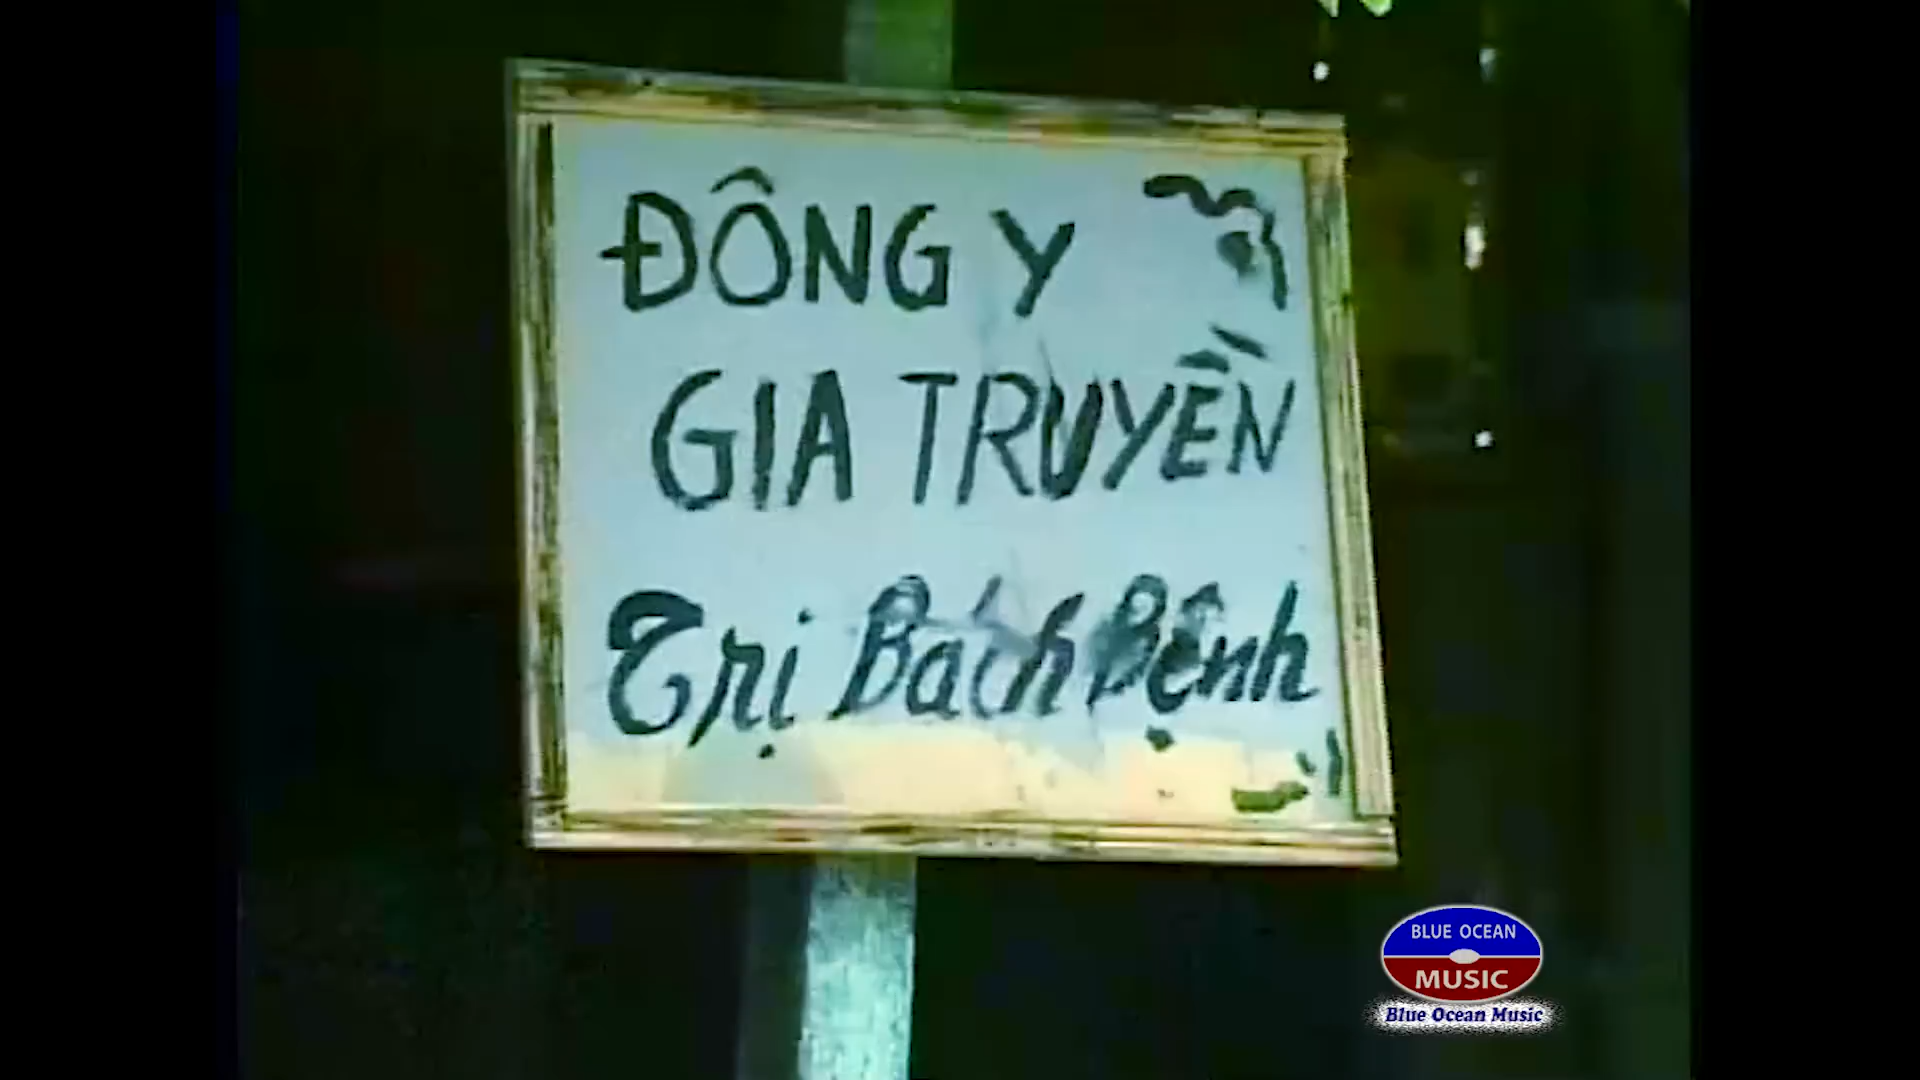 ĐÔNG Y
GIA TRUYỀN
Trị Bách Bệnh
BLUE OCEAN
MUSIC
Blue Ocean Music